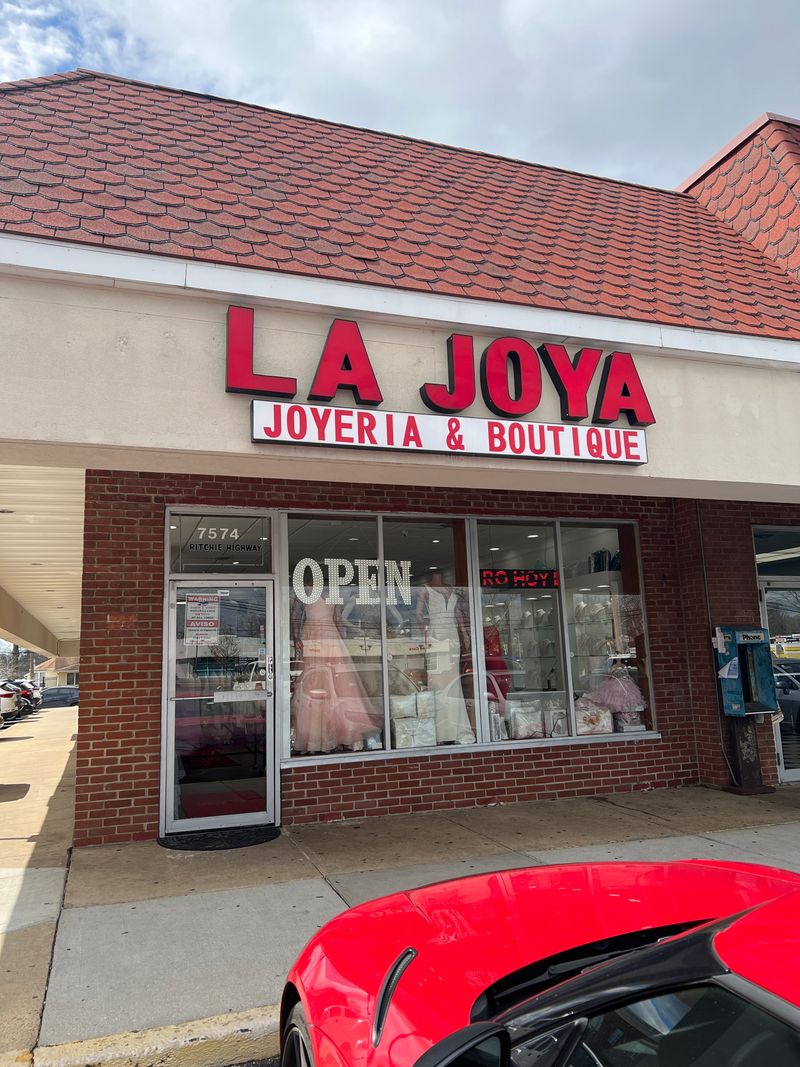 LA JOYA
JOYERIA & BOUTIQUE
7574
RITCHIE HIGHWAY
OPEN
RO HOY
WARNING
AVISO
Phone